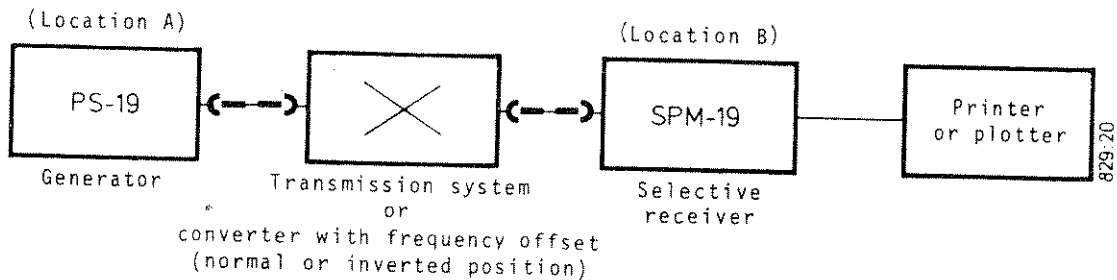 (Location A)
(Location B)
PS-19
SPM-19
Printer
or plotter
Generator
Transmission system
or
converter with frequency offset
(normal or inverted position)
Selective
receiver
829:20